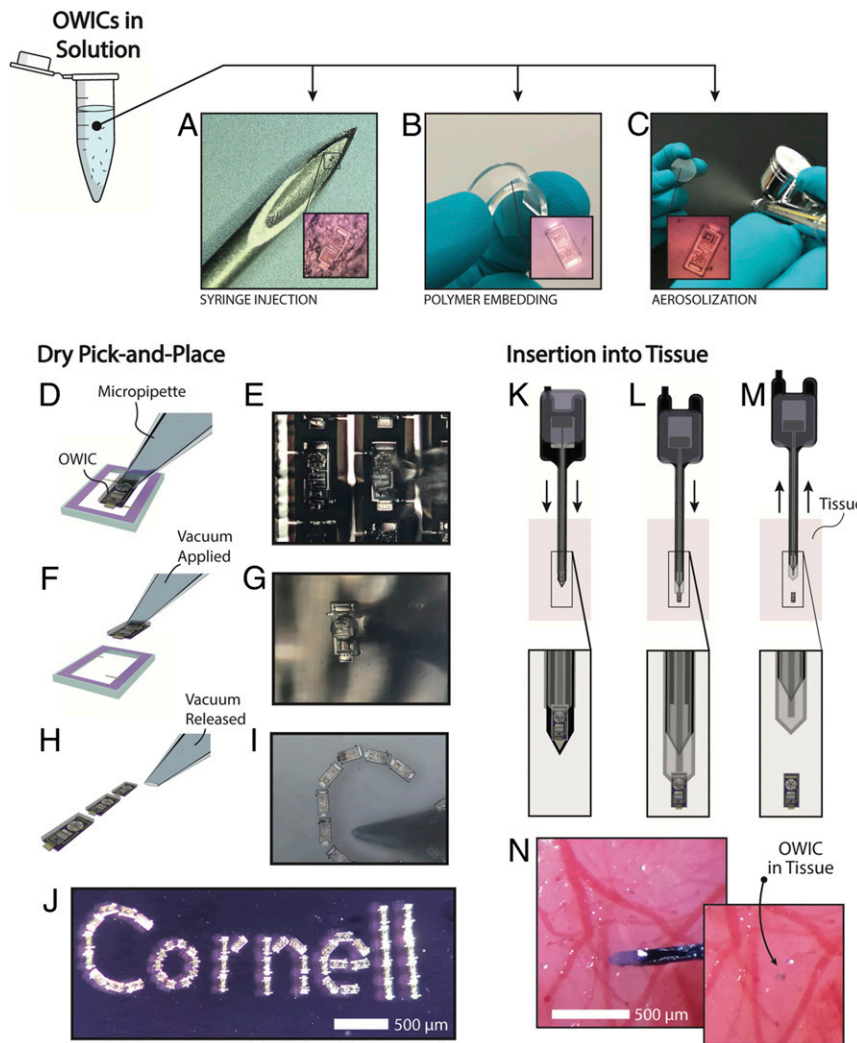 OWICs in
Solution
A
B
C
SYRINGE INJECTION
POLYMER EMBEDDING
AEROSOLIZATION
Dry Pick-and-Place
Insertion into Tissue
D
Micropipette
OWIC
E
K
L
M
Tissue
F
Vacuum
Applied
G
H
Vacuum
Released
I
J
Cornell
500 μm
N
OWIC
in Tissue
500 μm